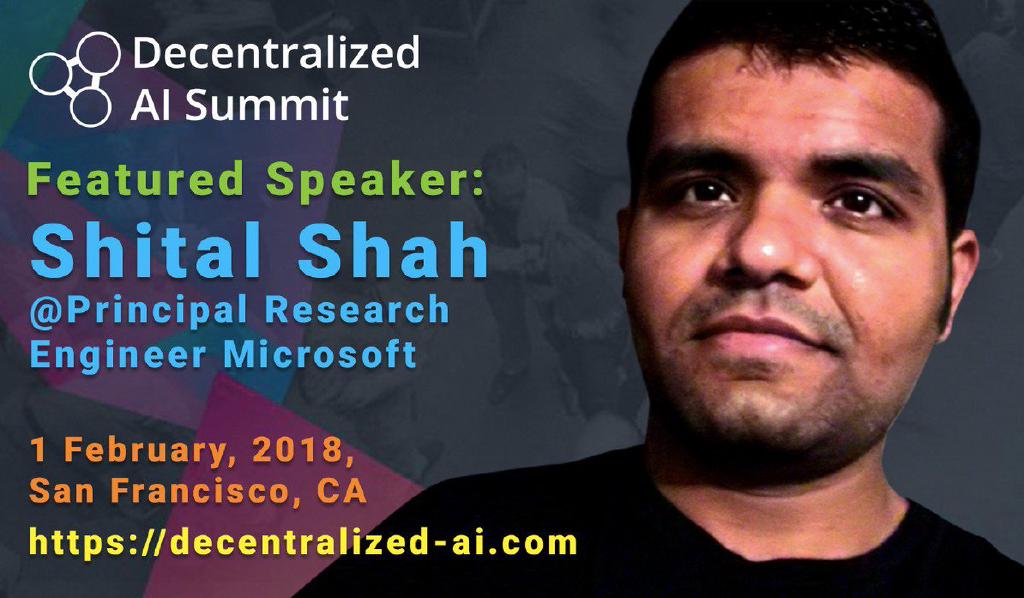 Decentralized
AI Summit
Featured Speaker:
Shital Shah
@Principal Research
Engineer Microsoft
1 February, 2018,
San Francisco, CA
https://decentralized-ai.com